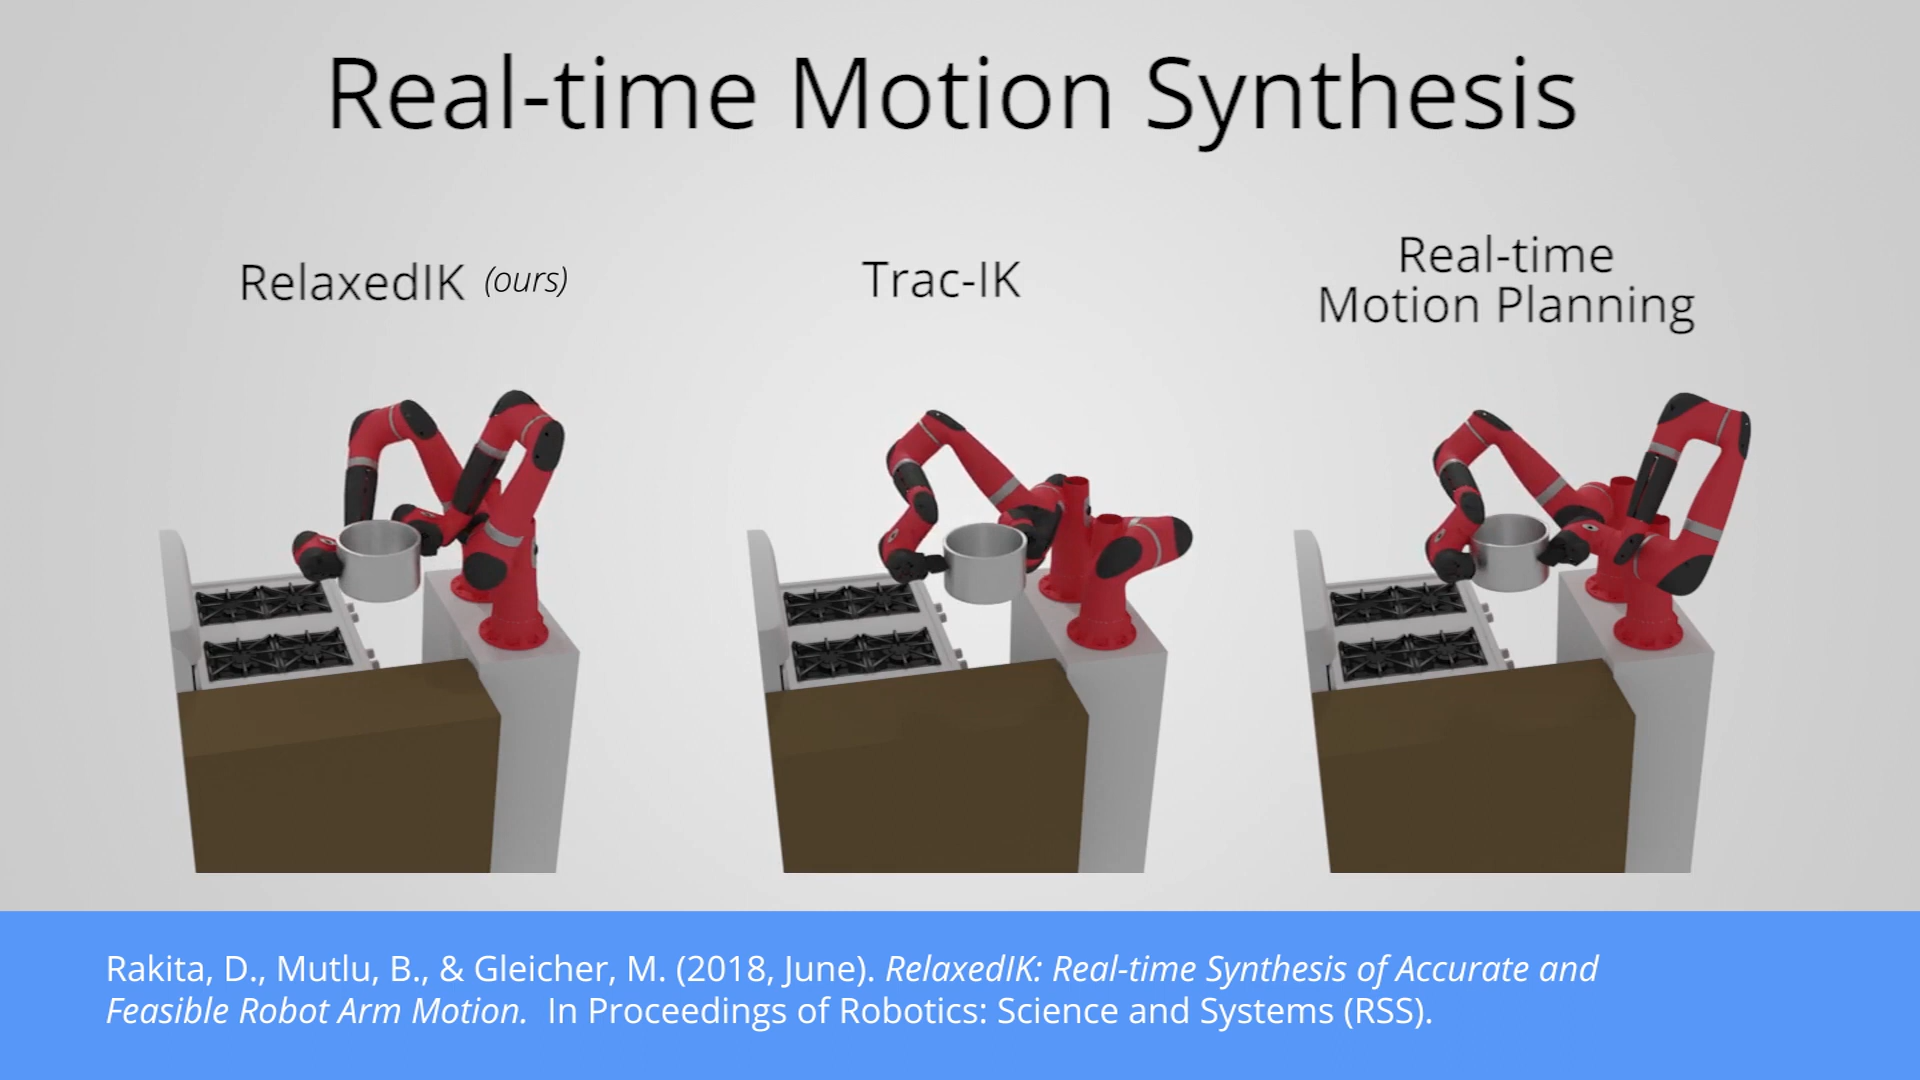 Real-time Motion Synthesis
RelaxedIK (ours)
Trac-IK
Real-time
Motion Planning
Rakita, D., Mutlu, B., & Gleicher, M. (2018, June). RelaxedIK: Real-time Synthesis of Accurate and
Feasible Robot Arm Motion. In Proceedings of Robotics: Science and Systems (RSS).